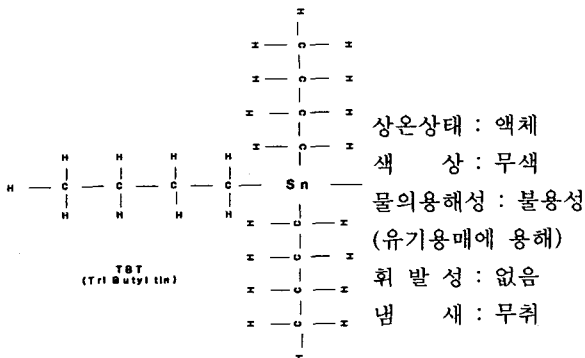 H
H — C — H
H — C — H
H — C — H
H — C — H
H H H H
H — C — C — C — C — Sn —
H H H H
H — C — H
H — C — H
H — C — H
H — C — H
H
TBT
(Tri Butyl tin)
상온상태 : 액체
색 상 : 무색
물의용해성 : 불용성
(유기용매에 용해)
휘 발 성 : 없음
냄 새 : 무취